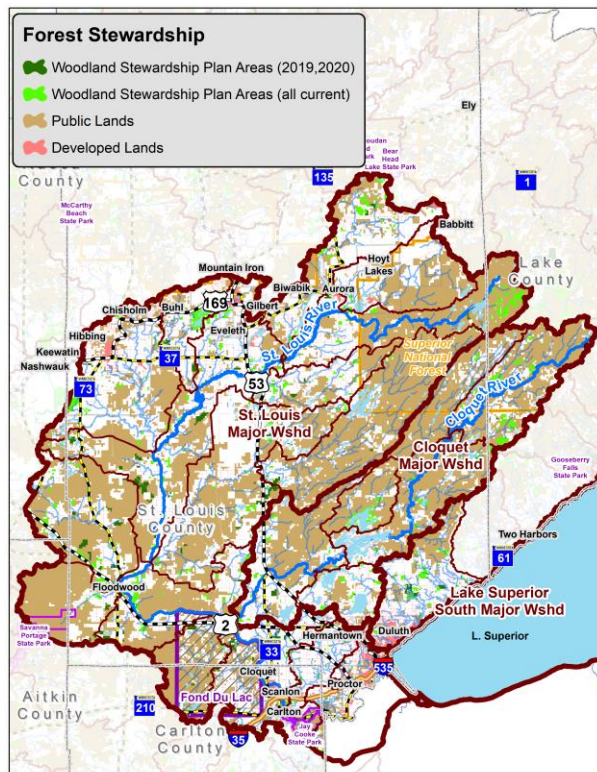 Forest Stewardship
Woodland Stewardship Plan Areas (2019,2020)
Woodland Stewardship Plan Areas (all current)
Public Lands
Developed Lands
Ely
Bear
Head
Lake State Park
County
135
1
McCarthy
Beach
State Park
Babbitt
Hoyt
Lakes
Lake
County
Mountain Iron
Biwabik
Aurora
Chisholm
Buhl
169
Gilbert
Hibbing
Eveleth
St. Louis River
Keewatin
Nashwauk
37
Superior
National
Forest
73
53
Cloquet River
St. Louis
Major Wshd
Cloquet
Major Wshd
Gooseberry
Falls
State Park
St. Louis
County
Two Harbors
61
Floodwood
Lake Superior
South Major Wshd
2
Hermantown
Duluth
L. Superior
Savanna
Portage
State Park
33
Cloquet
535
Proctor
Aitkin
County
Fond Du Lac
Scanlon
Carlton
210
Jay
Cooke
State Park
Carlton
County
35